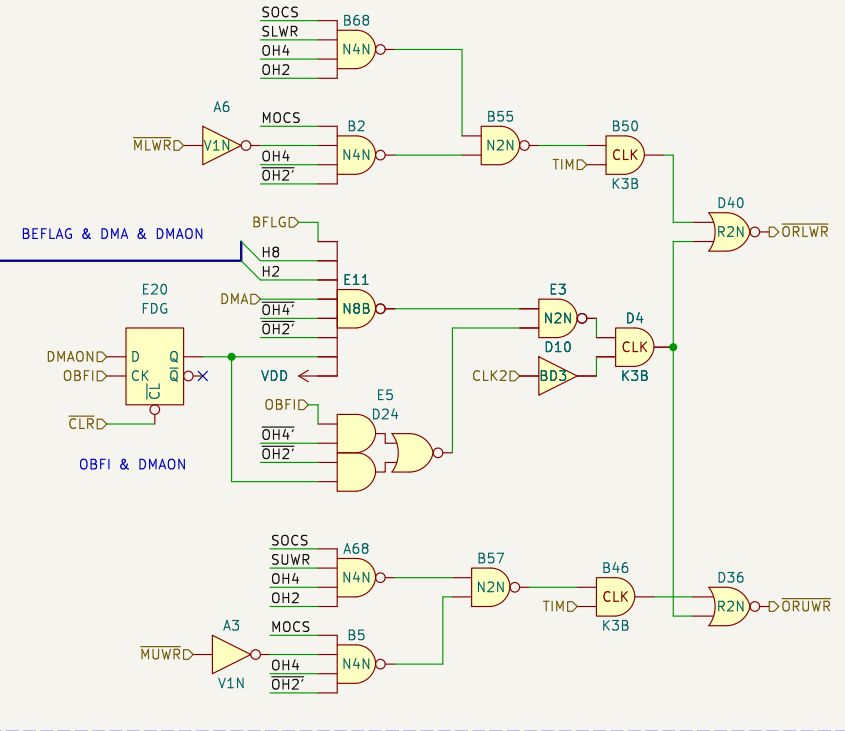 SOCS
B68
SLWR
N4N
OH4
OH2
A6
MOCS
B2
B55
B50
MLWR
V1N
N4N
N2N
CLK
OH4
TIM
OH2'
K3B
D40
BFLG
BEFLAG & DMA & DMAON
R2N
ORLWR
H8
H2
E11
E20
DMA
E3
FDG
OH4'
N8B
N2N
D4
OH2'
D10
CLK
DMAON
D
Q
OBFI
CK
Q
VDD
CLK2
BD3
K3B
CL
E5
OBFI
D24
CLR
OH4'
OH2'
OBFI & DMAON
SOCS
A68
SUWR
B57
B46
D36
N4N
OH4
N2N
CLK
OH2
TIM
R2N
ORUWR
A3
MOCS
B5
K3B
MUWR
N4N
OH4
V1N
OH2'